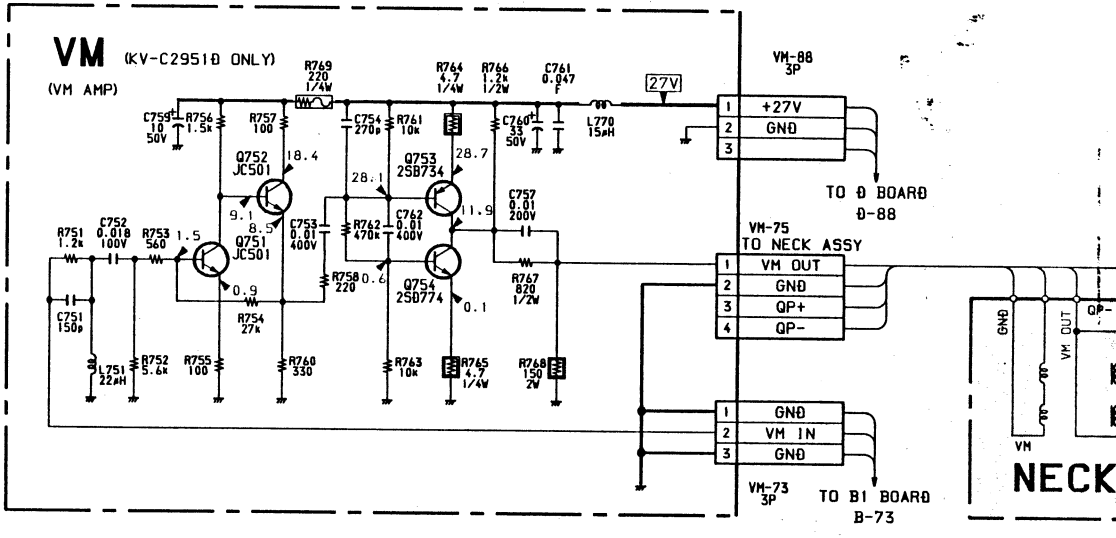 VM (KV-C2951D ONLY)
(VM AMP)
R769
220
1/4W
R764
4.7
1/4W
R766
1.2k
1/2W
C761
0.047
F
27V
VM-88
3P
1 +27V
2 GND
3
TO D BOARD
D-88
C759
10
50V
+
R756
1.5k
R757
100
C754
270p
R761
10k
C760
33
50V
+
L770
15µH
Q752
JC501
18.4
Q753
2SB734
28.7
28.1
9.1
8.5
11.9
C757
0.01
200V
R751
1.2k
C752
0.018
100V
R753
560
1.5
Q751
JC501
C753
0.01
400V
R762
470k
C762
0.01
400V
VM-75
TO NECK ASSY
1 VM OUT
2 GND
3 QP+
4 QP-
0.9
R758
220
0.6
Q754
2SD774
0.1
R767
820
1/2W
C751
150p
R754
27k
L751
22µH
R752
5.6k
R755
100
R760
330
R763
10k
R765
4.7
1/4W
R768
150
2W
GND
VM OUT
QP-
1 GND
2 VM IN
3 GND
VM
NECK
VM-73
3P
TO B1 BOARD
B-73